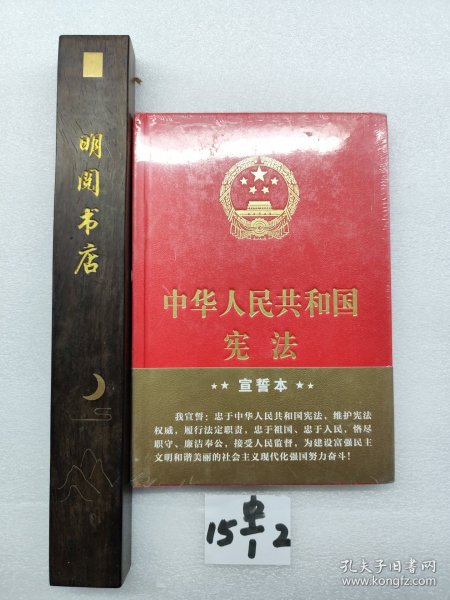 明阅书店
中华人民共和国
宪法
★★ 宣誓本 ★★
我宣誓：忠于中华人民共和国宪法，维护宪法
权威，履行法定职责，忠于祖国、忠于人民，恪尽
职守、廉洁奉公，接受人民监督，为建设富强民主
文明和谐美丽的社会主义现代化强国努力奋斗！
孔夫子旧书网
www.kongfz.com